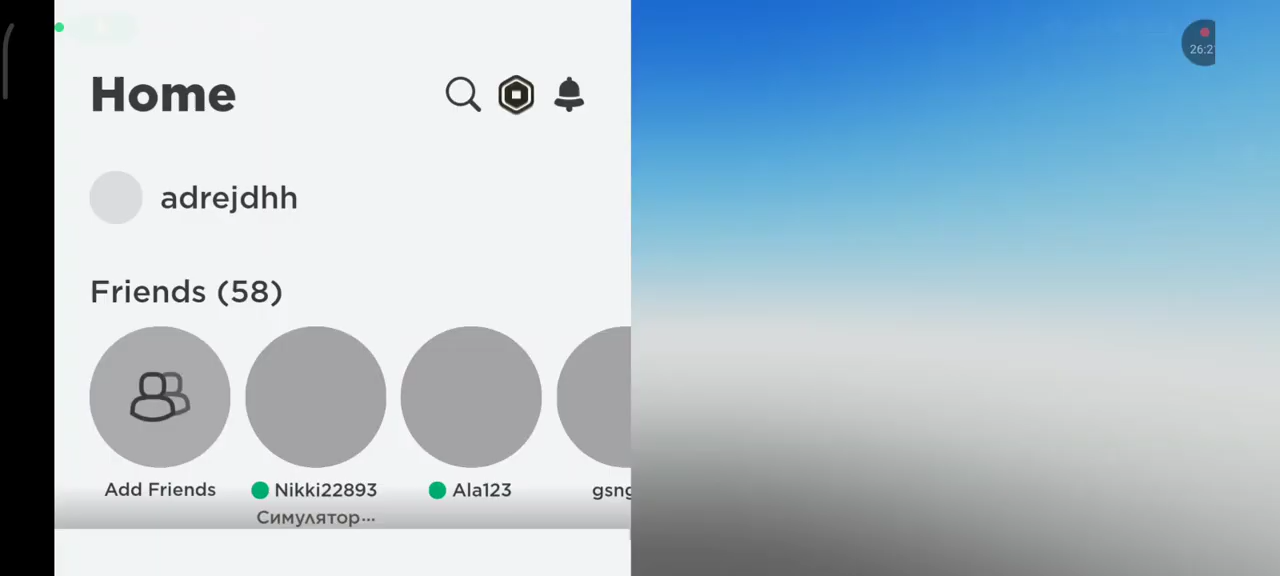 Home
adrejdhh
Friends (58)
Add Friends
Nikki22893
Ala123
Симулятор...